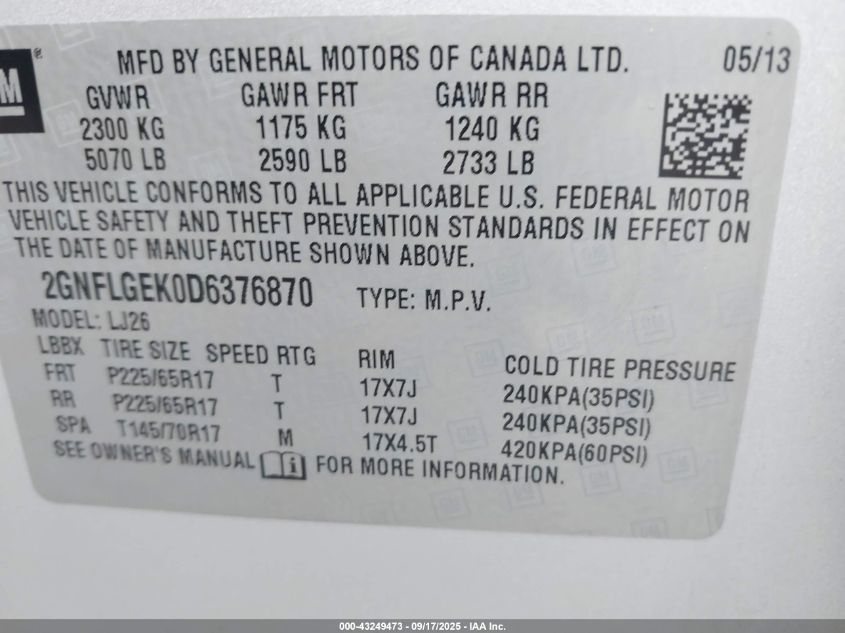 GM ®
MFD BY GENERAL MOTORS OF CANADA LTD. 05/13
GVWR GAWR FRT GAWR RR
2300 KG 1175 KG 1240 KG
5070 LB 2590 LB 2733 LB
THIS VEHICLE CONFORMS TO ALL APPLICABLE U.S. FEDERAL MOTOR
VEHICLE SAFETY AND THEFT PREVENTION STANDARDS IN EFFECT ON
THE DATE OF MANUFACTURE SHOWN ABOVE.
2GNFLGEK0D6376870 TYPE: M.P.V.
MODEL: LJ26
LBBX TIRE SIZE SPEED RTG RIM COLD TIRE PRESSURE
FRT P225/65R17 T 17X7J 240KPA(35PSI)
RR P225/65R17 T 17X7J 240KPA(35PSI)
SPA T145/70R17 M 17X4.5T 420KPA(60PSI)
SEE OWNER'S MANUAL FOR MORE INFORMATION.
000-43249473 - 09/17/2025 - IAA Inc.